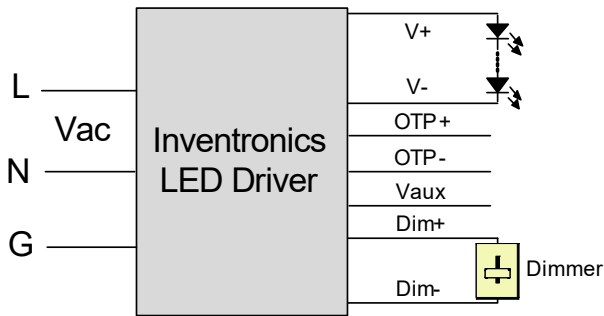 L
Vac
N
G
Inventronics
LED Driver
V+
V-
OTP+
OTP-
Vaux
Dim+
Dim-
Dimmer